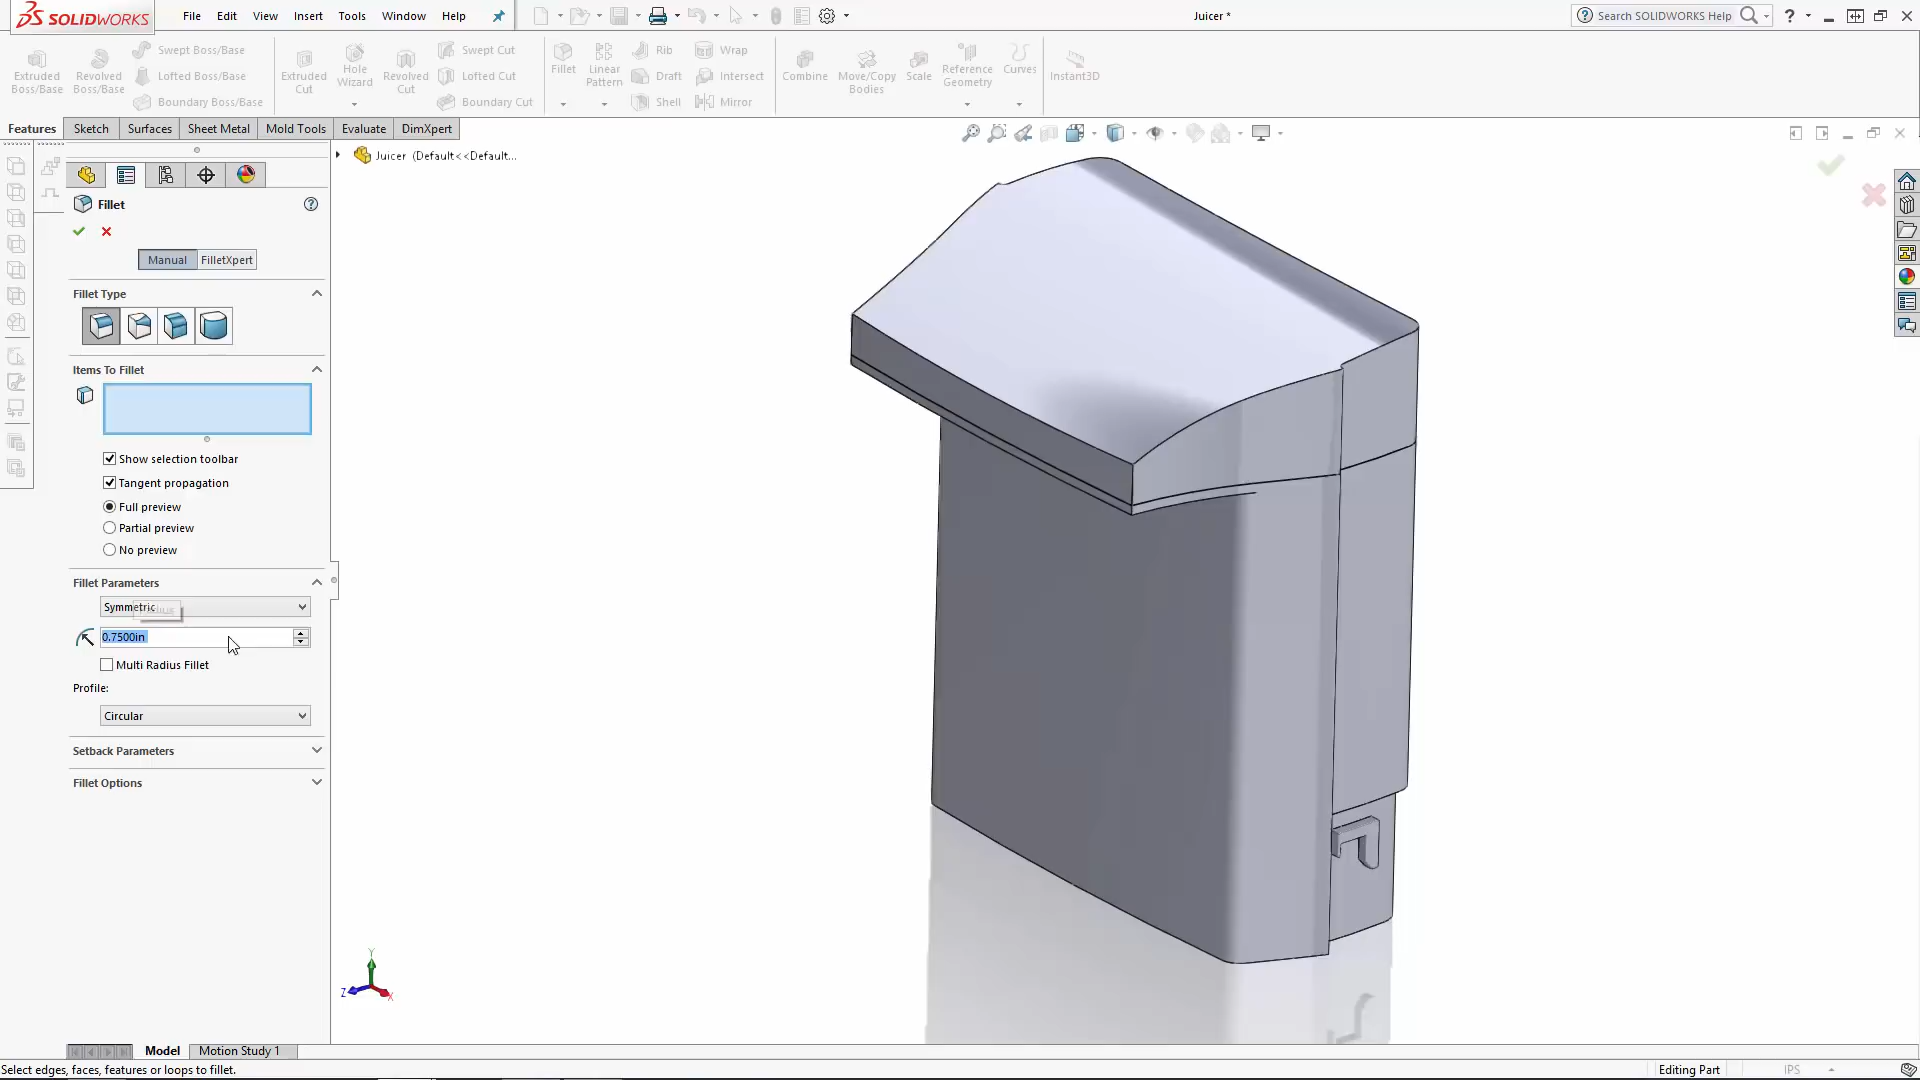 SOLIDWORKS
File Edit View Insert Tools Window Help
Juicer *
Search SOLIDWORKS Help
Extruded Boss/Base
Revolved Boss/Base
Swept Boss/Base
Lofted Boss/Base
Boundary Boss/Base
Extruded Cut
Hole Wizard
Revolved Cut
Swept Cut
Lofted Cut
Boundary Cut
Fillet
Linear Pattern
Rib
Draft
Shell
Wrap
Intersect
Mirror
Combine
Move/Copy Bodies
Scale
Reference Geometry
Curves
Instant3D
Features Sketch Surfaces Sheet Metal Mold Tools Evaluate DimXpert
Juicer (Default<<Default...
Fillet
Manual FilletXpert
Fillet Type
Items To Fillet
Show selection toolbar
Tangent propagation
Full preview
Partial preview
No preview
Fillet Parameters
Symmetric
0.7500in
Multi Radius Fillet
Profile:
Circular
Setback Parameters
Fillet Options
Y
Z
X
Model Motion Study 1
Select edges, faces, features or loops to fillet.
Editing Part
IPS